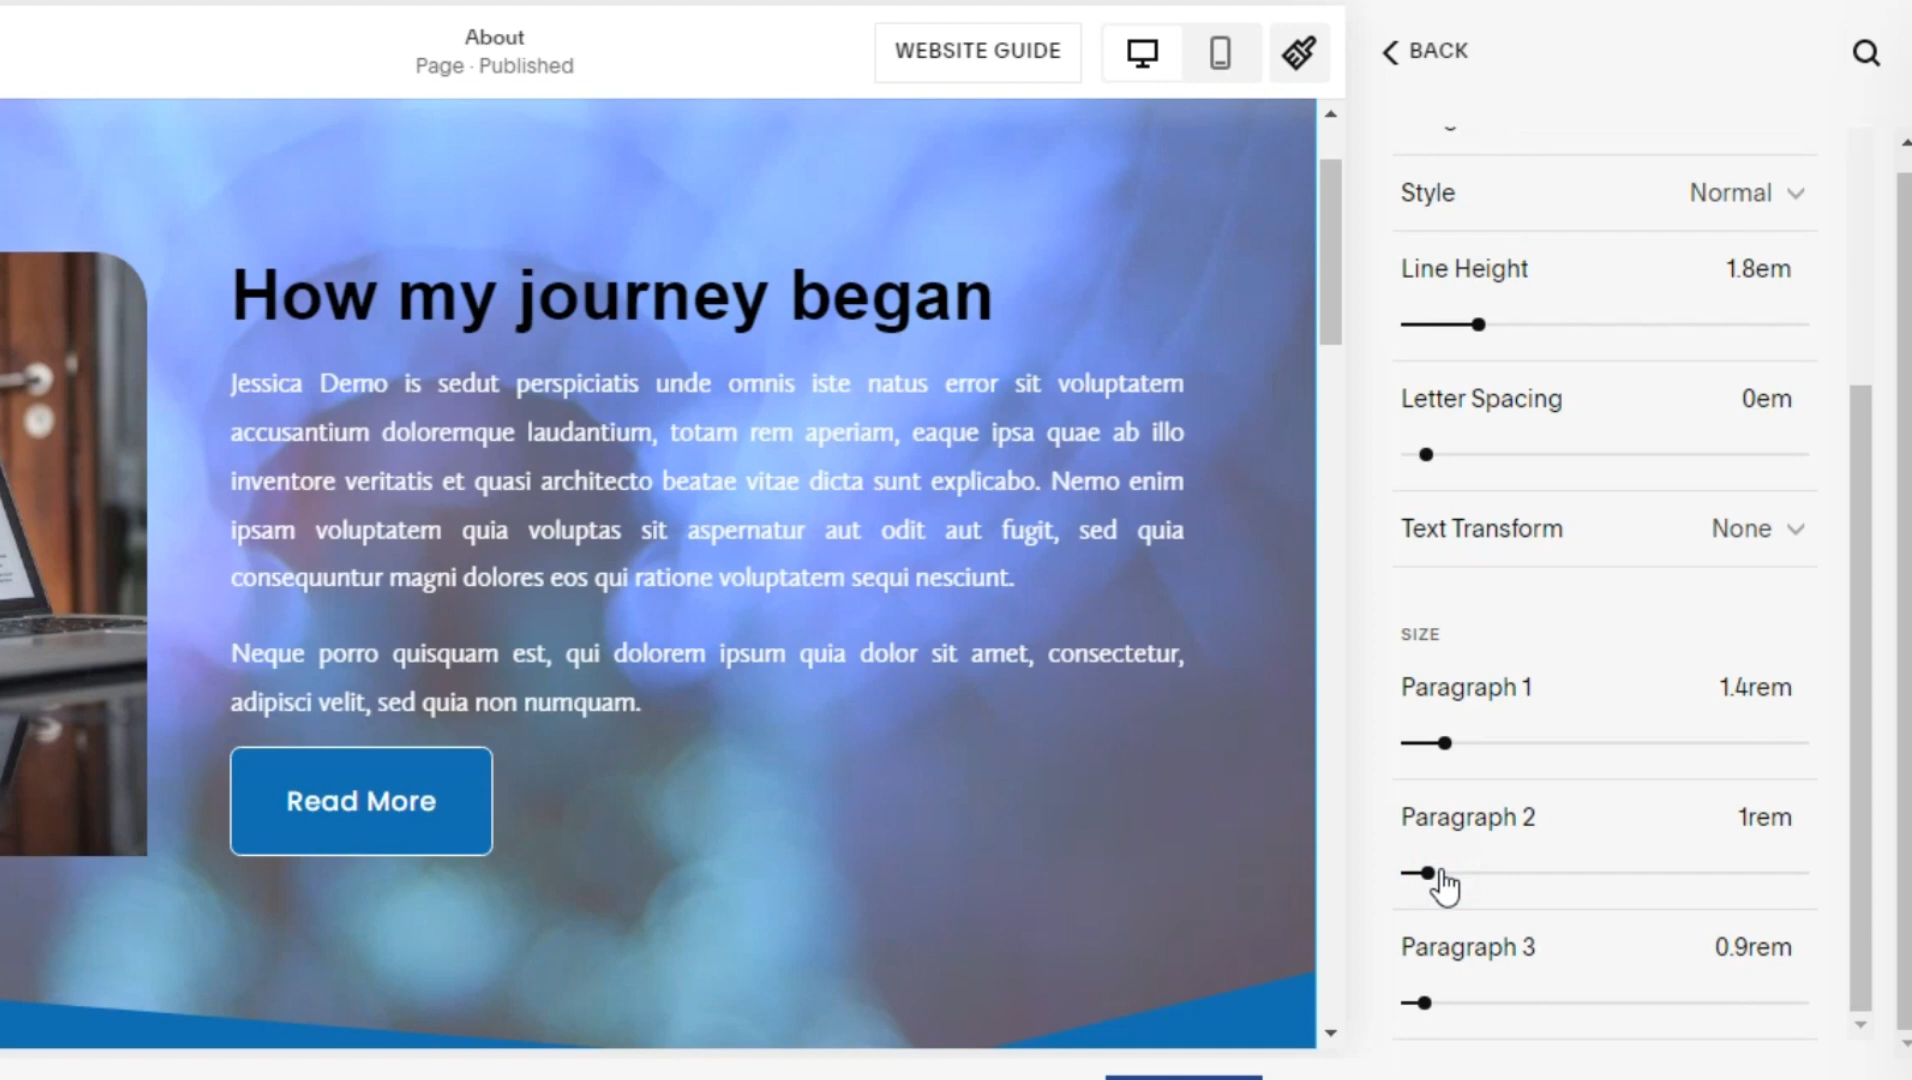 About
Page · Published
WEBSITE GUIDE
BACK
Style Normal
Line Height 1.8em
Letter Spacing 0em
Text Transform None
SIZE
Paragraph 1 1.4rem
Paragraph 2 1rem
Paragraph 3 0.9rem
How my journey began
Jessica Demo is sedut perspiciatis unde omnis iste natus error sit voluptatem
accusantium doloremque laudantium, totam rem aperiam, eaque ipsa quae ab illo
inventore veritatis et quasi architecto beatae vitae dicta sunt explicabo. Nemo enim
ipsam voluptatem quia voluptas sit aspernatur aut odit aut fugit, sed quia
consequuntur magni dolores eos qui ratione voluptatem sequi nesciunt.
Neque porro quisquam est, qui dolorem ipsum quia dolor sit amet, consectetur,
adipisci velit, sed quia non numquam.
Read More